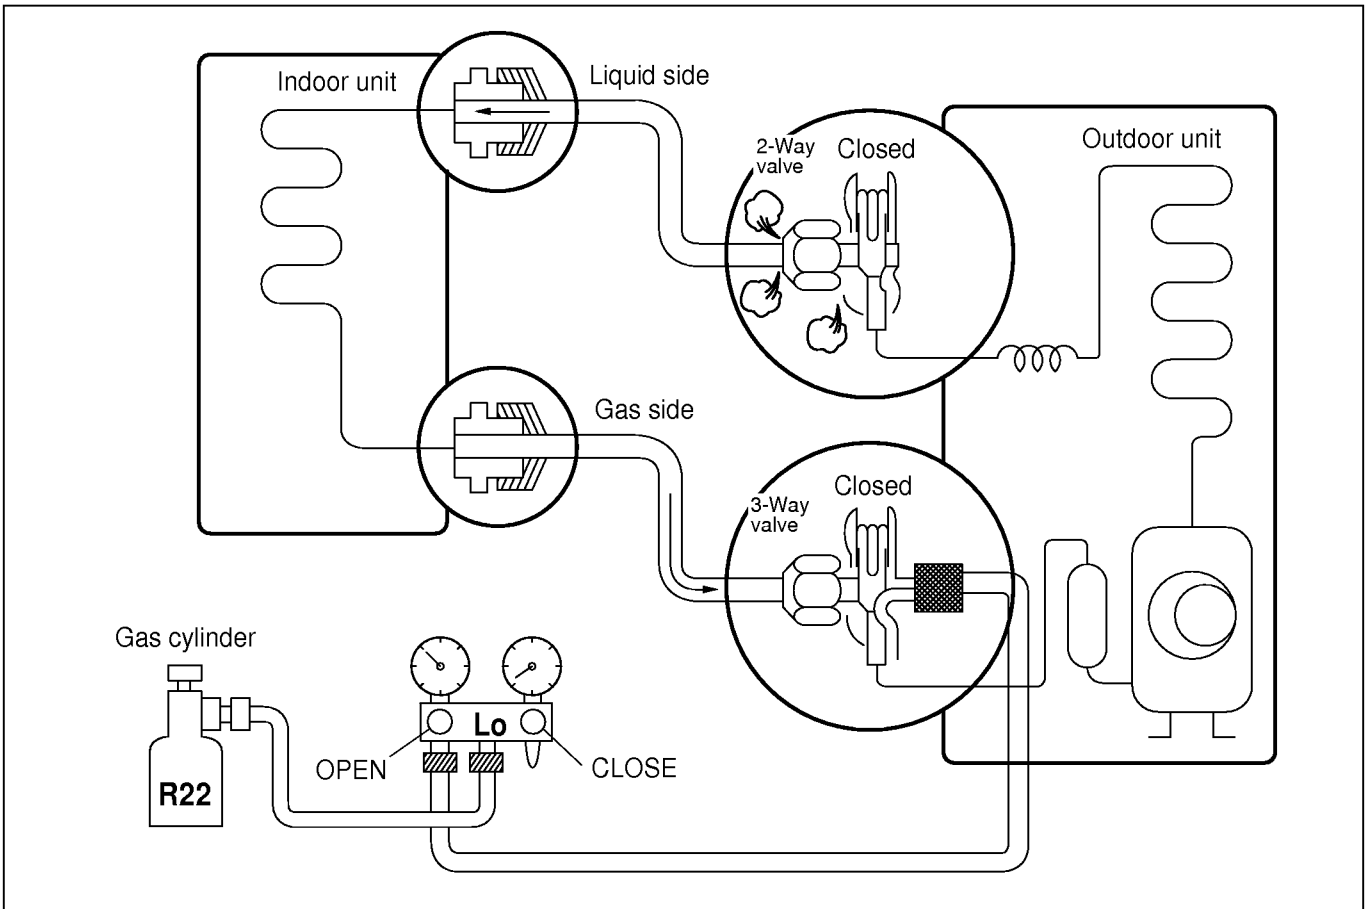 Indoor unit
Liquid side
2-Way
valve
Closed
Outdoor unit
Gas side
3-Way
valve
Closed
Gas cylinder
Lo
OPEN
CLOSE
R22